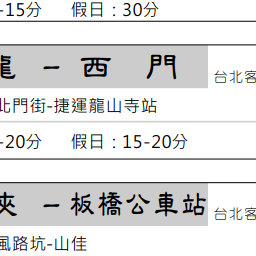 -15分 假日：30分
龍 － 西 門
台北客
北門街-捷運龍山寺站
-20分 假日：15-20分
夾 － 板橋公車站
台北客
風路坑-山佳